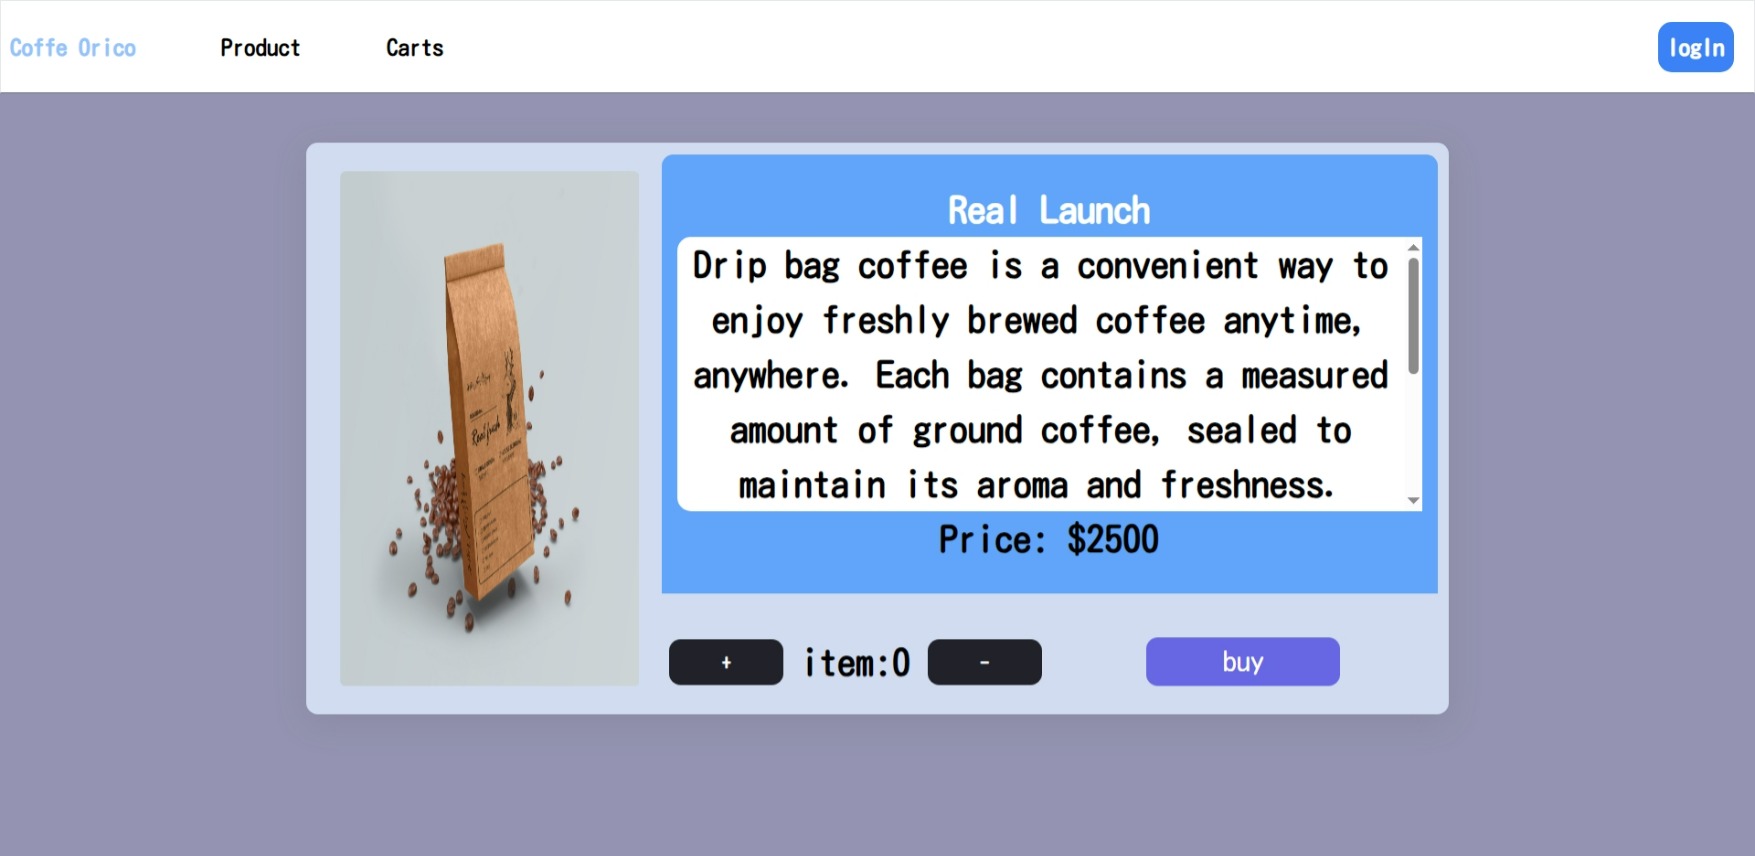 Coffe Orico Product Carts logIn
Real Launch
Drip bag coffee is a convenient way to
enjoy freshly brewed coffee anytime,
anywhere. Each bag contains a measured
amount of ground coffee, sealed to
maintain its aroma and freshness.
Price: $2500
+ item:0 - buy